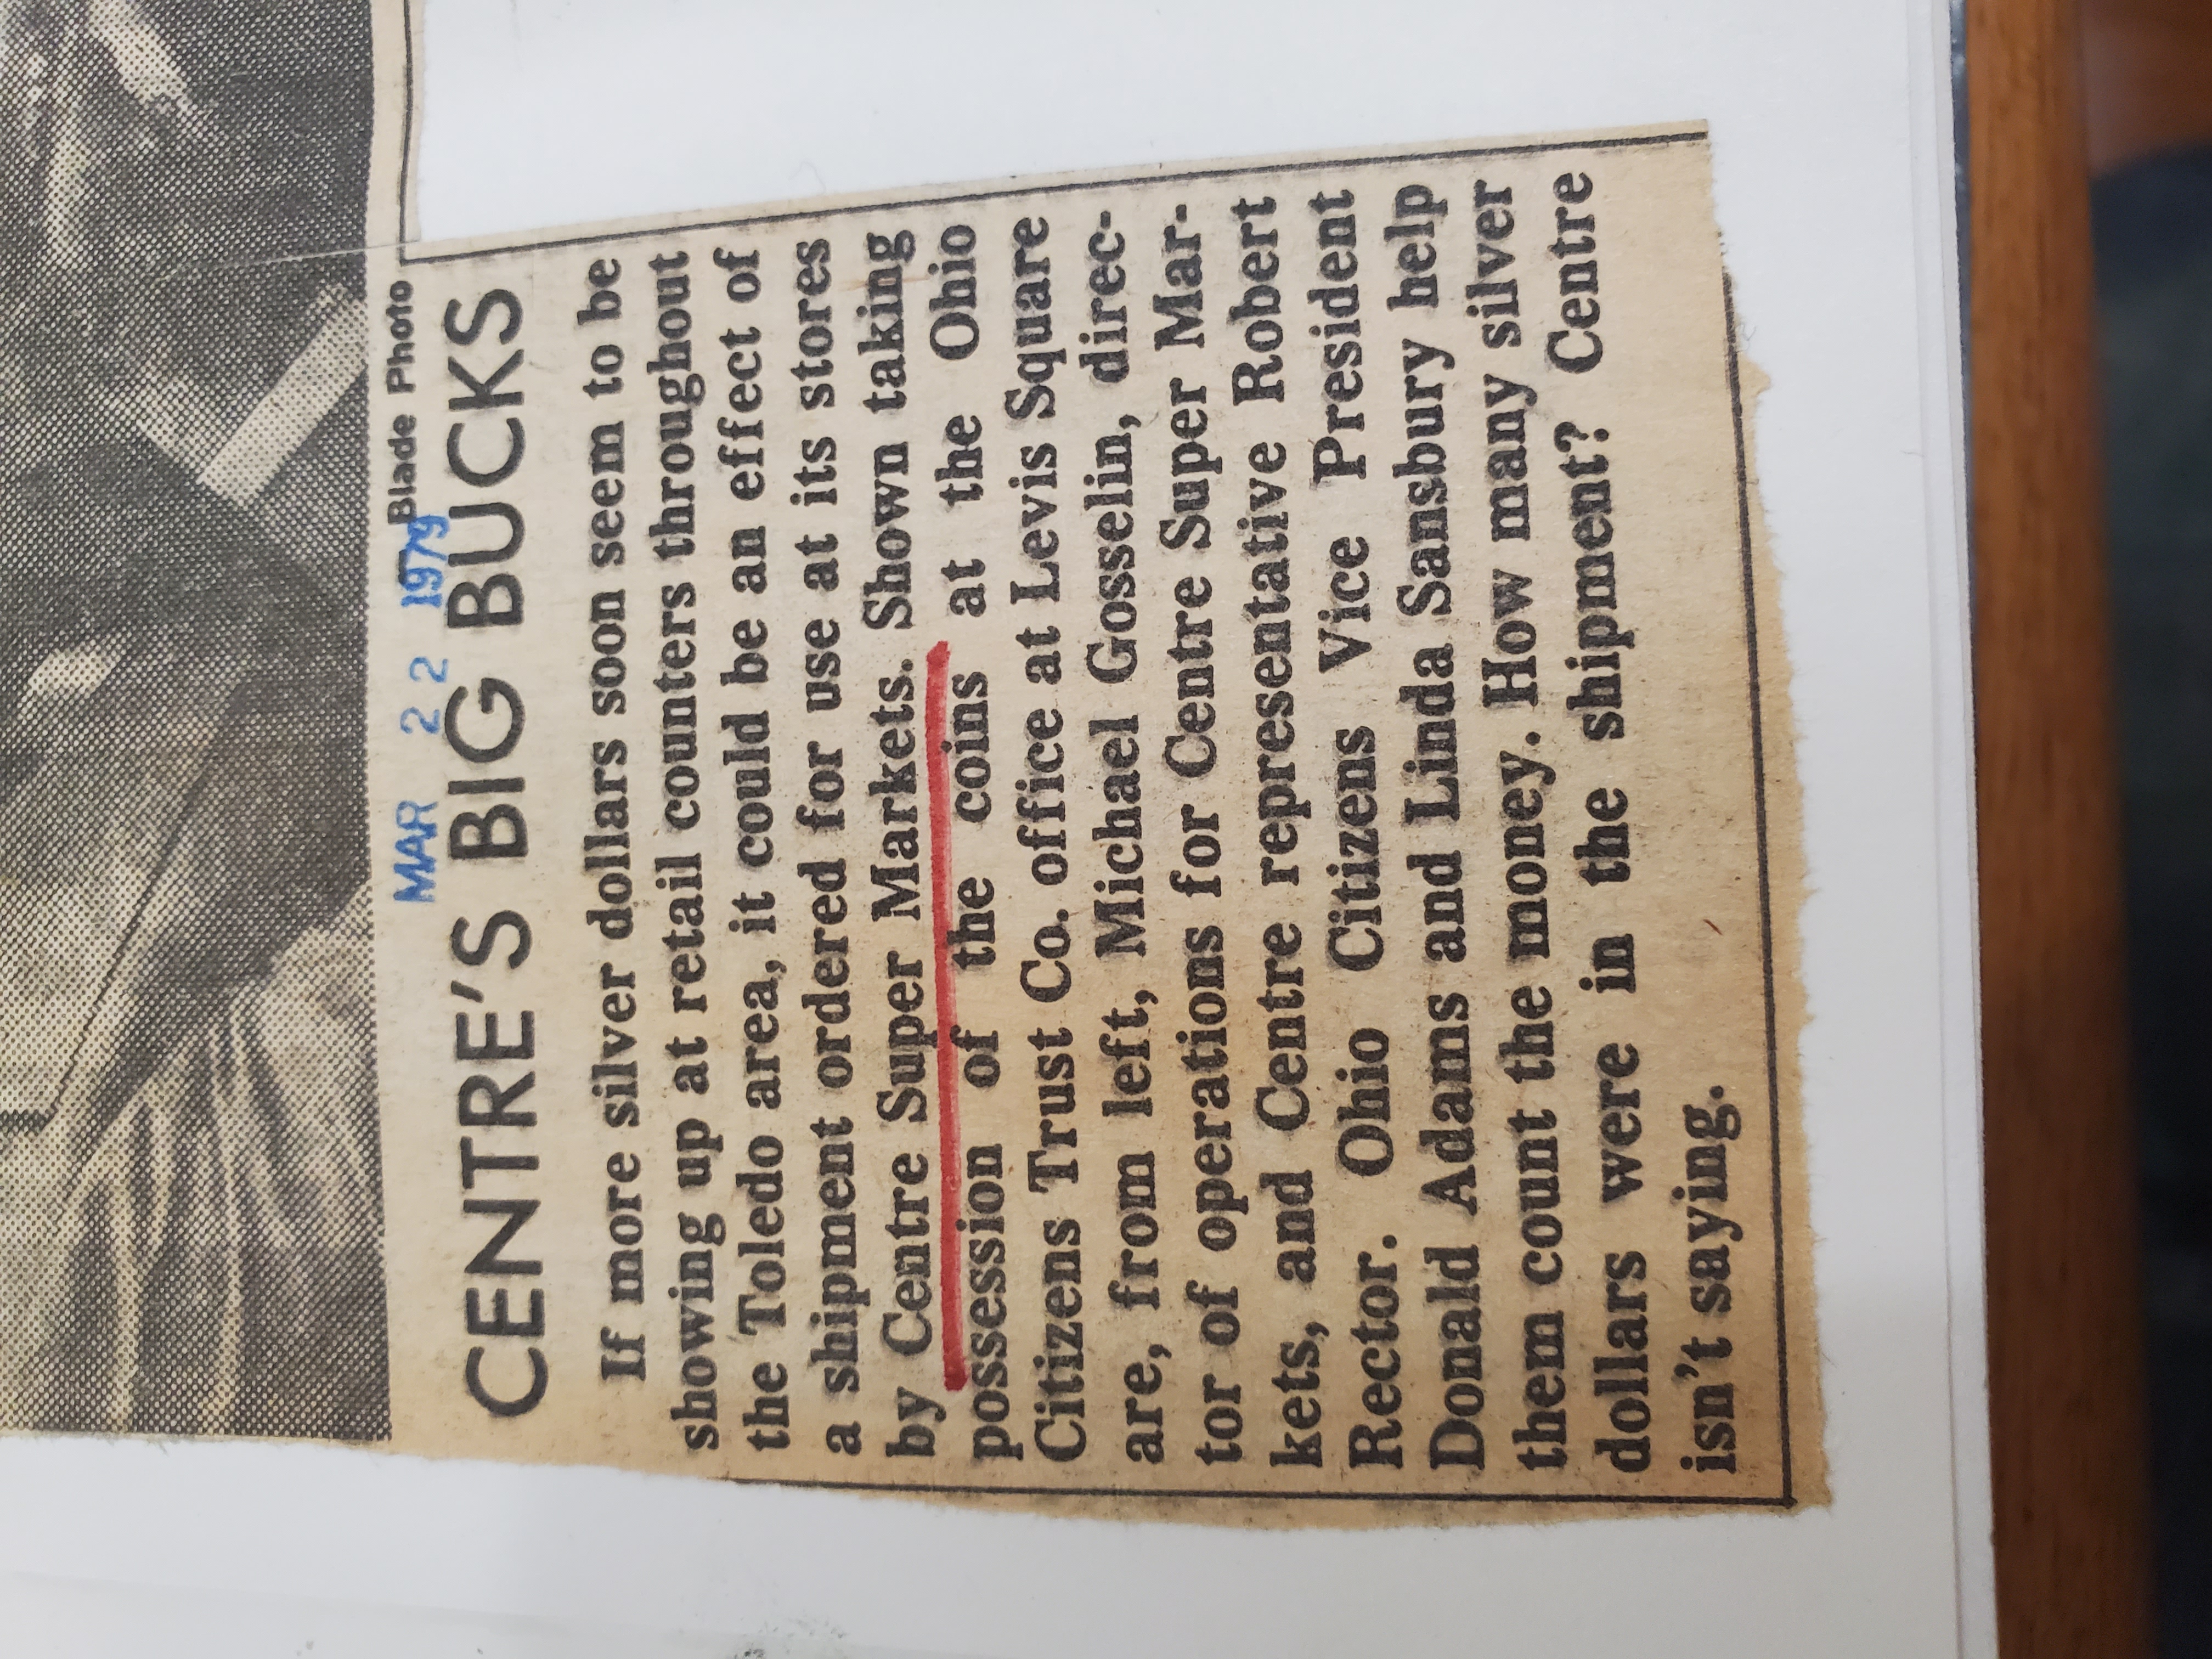 Blade Photo
MAR 22 1979
CENTRE'S BIG BUCKS
If more silver dollars soon seem to be
showing up at retail counters throughout
the Toledo area, it could be an effect of
a shipment ordered for use at its stores
by Centre Super Markets. Shown taking
possession of the coins at the Ohio
Citizens Trust Co. office at Levis Square
are, from left, Michael Gosselin, direc-
tor of operations for Centre Super Mar-
kets, and Centre representative Robert
Rector. Ohio Citizens Vice President
Donald Adams and Linda Sansbury help
them count the money. How many silver
dollars were in the shipment? Centre
isn't saying.